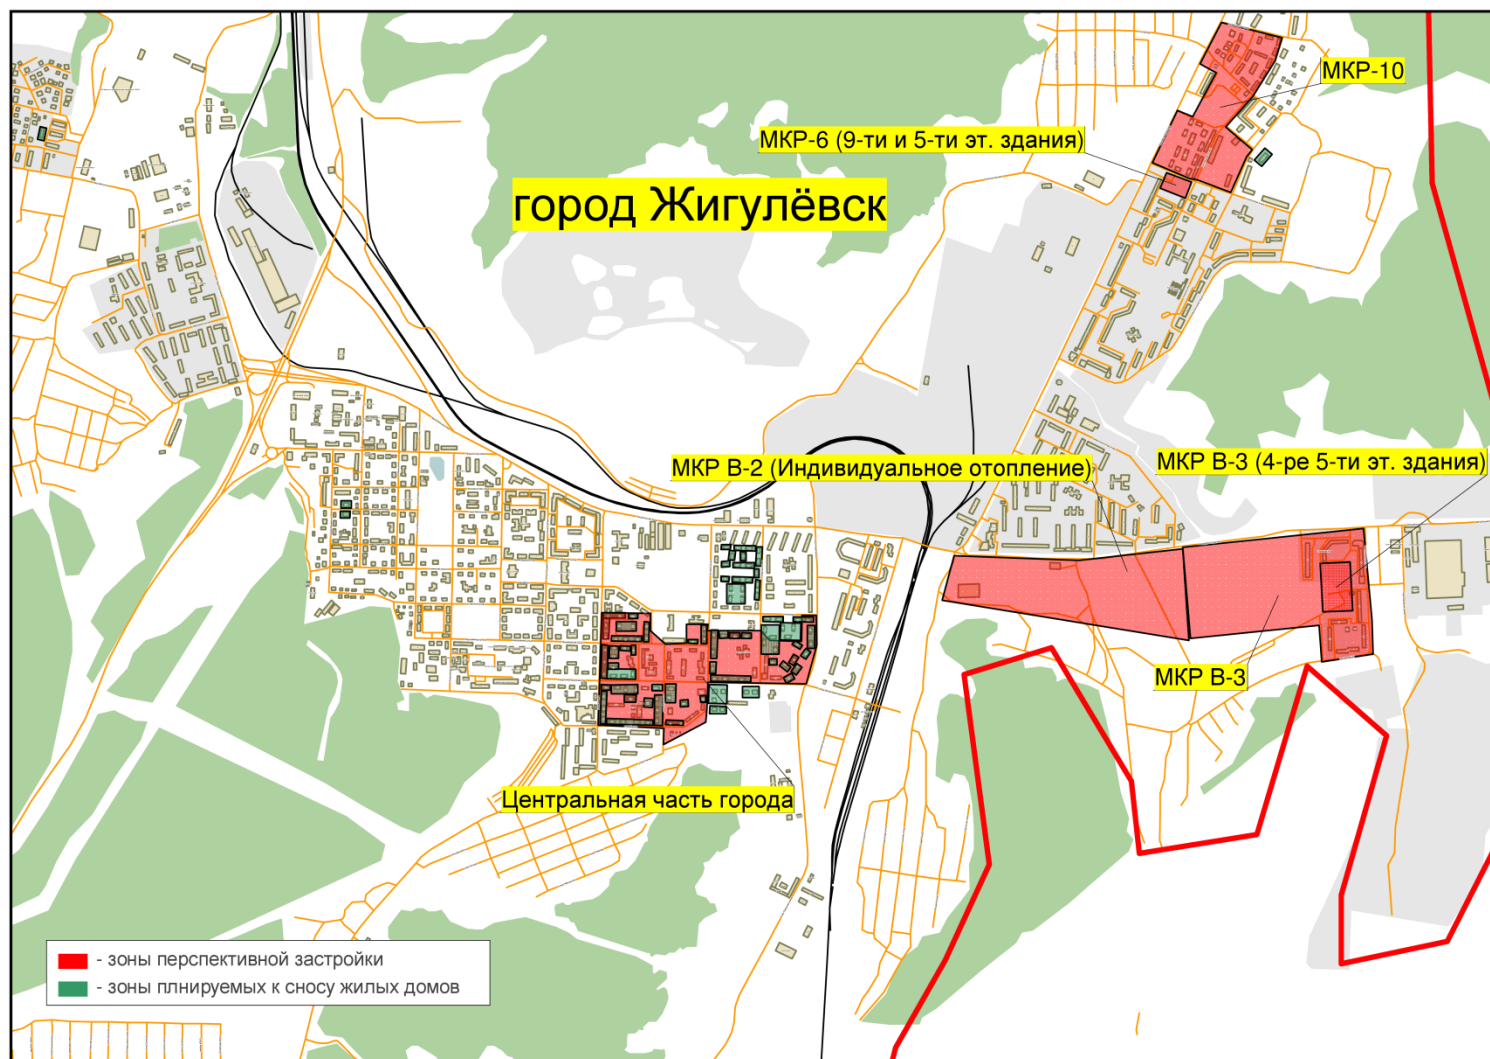 МКР-10
МКР-6 (9-ти и 5-ти эт. здания)
город Жигулёвск
МКР В-2 (Индивидуальное отопление)
МКР В-3 (4-ре 5-ти эт. здания)
МКР В-3
Центральная часть города
- зоны перспективной застройки
- зоны плнируемых к сносу жилых домов